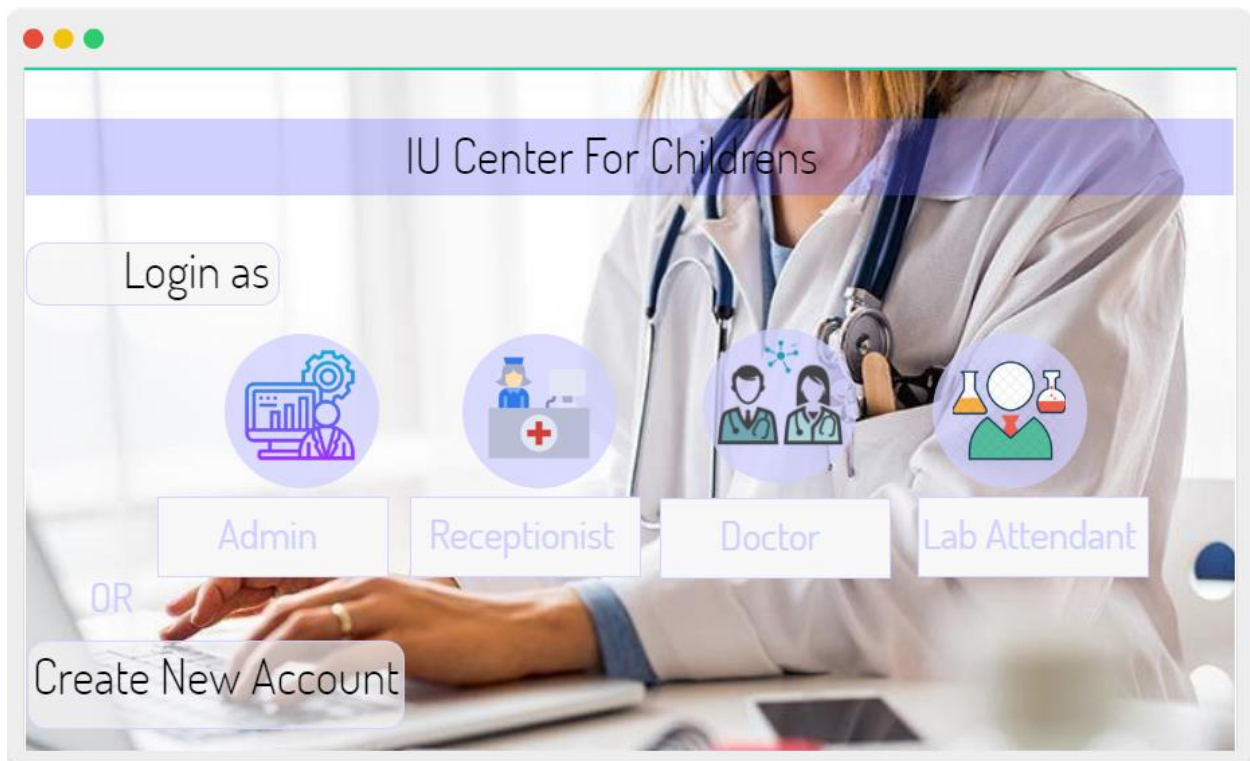 IU Center For Childrens
Login as
Admin
Receptionist
Doctor
Lab Attendant
OR
Create New Account